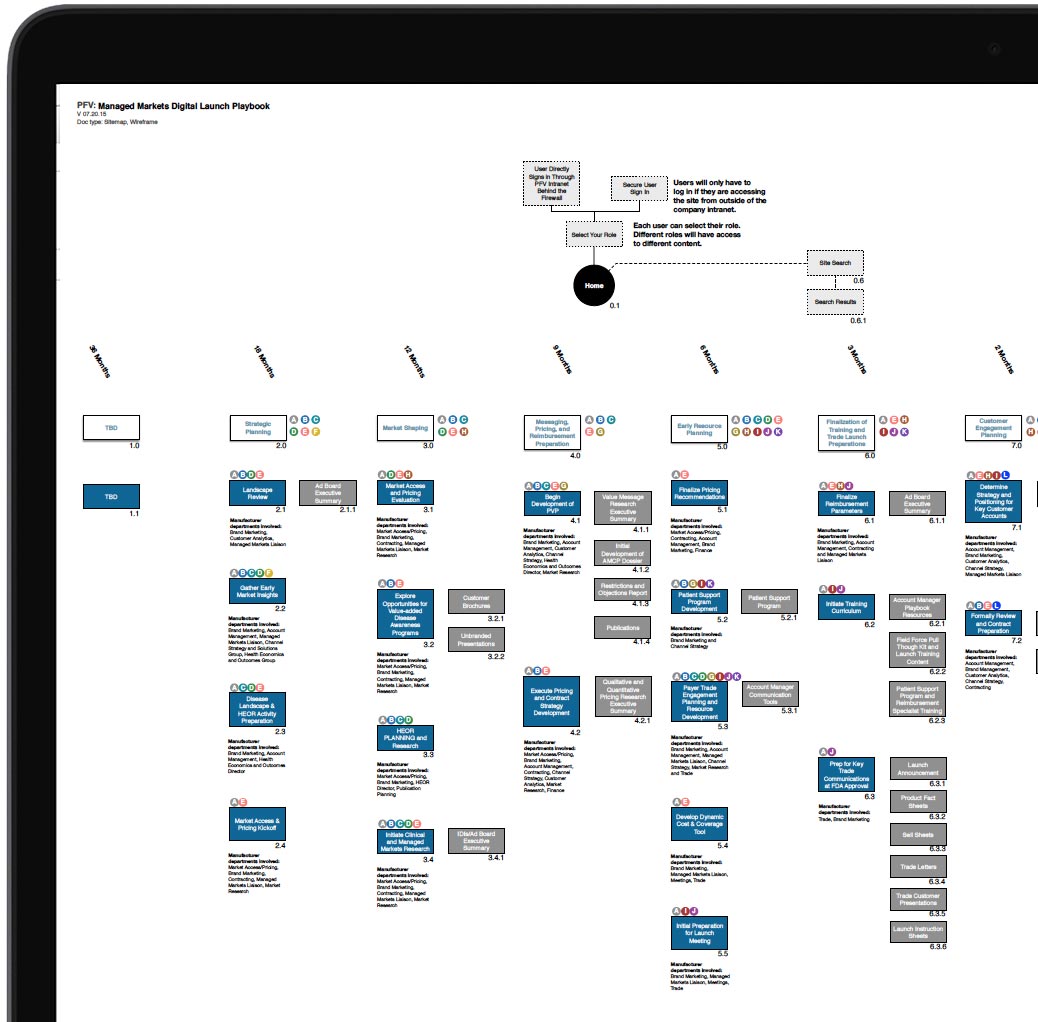 PFV: Managed Markets Digital Launch Playbook
V 07.20.15
Doc type: Sitemap, Wireframe
User Directly
Signs in Through
PFV Intranet
Behind the
Firewall
Secure User
Sign In
Users will only have to
log in if they are accessing
the site from outside of the
company intranet.
Select Your Role
Each user can select their role.
Different roles will have access
to different content.
Home
0.1
Site Search
0.6
Search Results
0.6.1
36 Months
18 Months
12 Months
9 Months
6 Months
3 Months
2 Months
TBD
1.0
TBD
1.1
Strategic
Planning
2.0
A B C
D E F
A B D E
Landscape
Review
2.1
Ad Board
Executive
Summary
2.1.1
Manufacturer
departments involved:
Brand Marketing,
Customer Analytics,
Managed Markets Liaison
A B C D F
Gather Early
Market Insights
2.2
Manufacturer
departments involved:
Brand Marketing, Account
Management, Managed
Markets Liaison, Channel
Strategy and Solutions
Group, Health Economics
and Outcomes Group
A C D E
Disease
Landscape &
HEOR Activity
Preparation
2.3
Manufacturer
departments involved:
Brand Marketing, Account
Management, Health
Economics and Outcomes
Director
A E
Market Access &
Pricing Kickoff
2.4
Manufacturer
departments involved:
Market Access/Pricing,
Brand Marketing,
Contracting, Managed
Markets Liaison, Market
Research
Market Shaping
3.0
A B C
D E H
A D E H
Market Access
and Pricing
Evaluation
3.1
Manufacturer
departments involved:
Market Access/Pricing,
Brand Marketing,
Contracting, Managed
Markets Liaison, Market
Research
A B E
Explore
Opportunities for
Value-added
Disease
Awareness
Programs
3.2
Customer
Brochures
3.2.1
Unbranded
Presentations
3.2.2
Manufacturer
departments involved:
Market Access/Pricing,
Brand Marketing,
Contracting, Managed
Markets Liaison, Market
Research
A B C D
HEOR
PLANNING and
Research
3.3
Manufacturer
departments involved:
Market Access/Pricing,
Brand Marketing, HEOR
Director, Publication
Planning
A B C D E
Initiate Clinical
and Managed
Markets Research
3.4
IDIs/Ad Board
Executive
Summary
3.4.1
Manufacturer
departments involved:
Market Access/Pricing,
Brand Marketing,
Contracting, Managed
Markets Liaison, Market
Research
Messaging,
Pricing, and
Reimbursement
Preparation
4.0
A B C
E G
A B C E G
Begin
Development of
PVP
4.1
Value Message
Research
Executive
Summary
4.1.1
Initial
Development of
AMCP Dossier
4.1.2
Restrictions and
Objections Report
4.1.3
Publications
4.1.4
Manufacturer
departments involved:
Brand Marketing, Account
Management, Customer
Analytics, Channel
Strategy, Health
Economics and Outcomes
Director, Market Research
A B E
Execute Pricing
and Contract
Strategy
Development
4.2
Qualitative and
Quantitative
Pricing Research
Executive
Summary
4.2.1
Manufacturer
departments involved:
Market Access/Pricing,
Brand Marketing,
Account Management,
Contracting, Channel
Strategy, Customer
Analytics, Market
Research, Finance
Early Resource
Planning
5.0
A B C D E
G H I J K
A E
Finalize Pricing
Recommendations
5.1
Manufacturer
departments involved:
Market Access/Pricing,
Contracting, Account
Management, Brand
Marketing, Finance
A B G I K
Patient Support
Program
Development
5.2
Patient Support
Program
5.2.1
Manufacturer
departments involved:
Brand Marketing and
Channel Strategy
A B C D G I J K
Payer Trade
Engagement
Planning and
Resource
Development
5.3
Account Manager
Communication
Tools
5.3.1
Manufacturer
departments involved:
Brand Marketing, Account
Management, Managed
Markets Liaison, Channel
Strategy, Market Research
and Trade
A E
Develop Dynamic
Cost & Coverage
Tool
5.4
Manufacturer
departments involved:
Brand Marketing,
Managed Markets Liaison,
Meetings, Trade
A I J
Initial Preparation
for Launch
Meeting
5.5
Manufacturer
departments involved:
Brand Marketing, Managed
Markets Liaison, Meetings,
Trade
Finalization of
Training and
Trade Launch
Preparations
6.0
A E H
I J K
A E H J
Finalize
Reimbursement
Parameters
6.1
Ad Board
Executive
Summary
6.1.1
Manufacturer
departments involved:
Brand Marketing, Account
Management, Contracting
and Managed Markets
Liaison
A I J
Initiate Training
Curriculum
6.2
Account Manager
Playbook
Resources
6.2.1
Field Force Pull
Though Kit and
Launch Training
Content
6.2.2
Patient Support
Program and
Reimbursement
Specialist Training
6.2.3
A J
Prep for Key
Trade
Communications
at FDA Approval
6.3
Manufacturer
departments involved:
Trade, Brand Marketing
Launch
Announcement
6.3.1
Product Fact
Sheets
6.3.2
Sell Sheets
6.3.3
Trade Letters
6.3.4
Trade Customer
Presentations
6.3.5
Launch Instruction
Sheets
6.3.6
Customer
Engagement
Planning
7.0
H
A E H I L
Determine
Strategy and
Positioning for
Key Customer
Accounts
7.1
Manufacturer
departments involved:
Account Management,
Brand Marketing,
Customer Analytics,
Channel Strategy,
Managed Markets Liaison
A B E L
Formally Review
and Contract
Preparation
7.2
Manufacturer
departments involved:
Account Management,
Brand Marketing,
Customer Analytics,
Channel Strategy,
Contracting